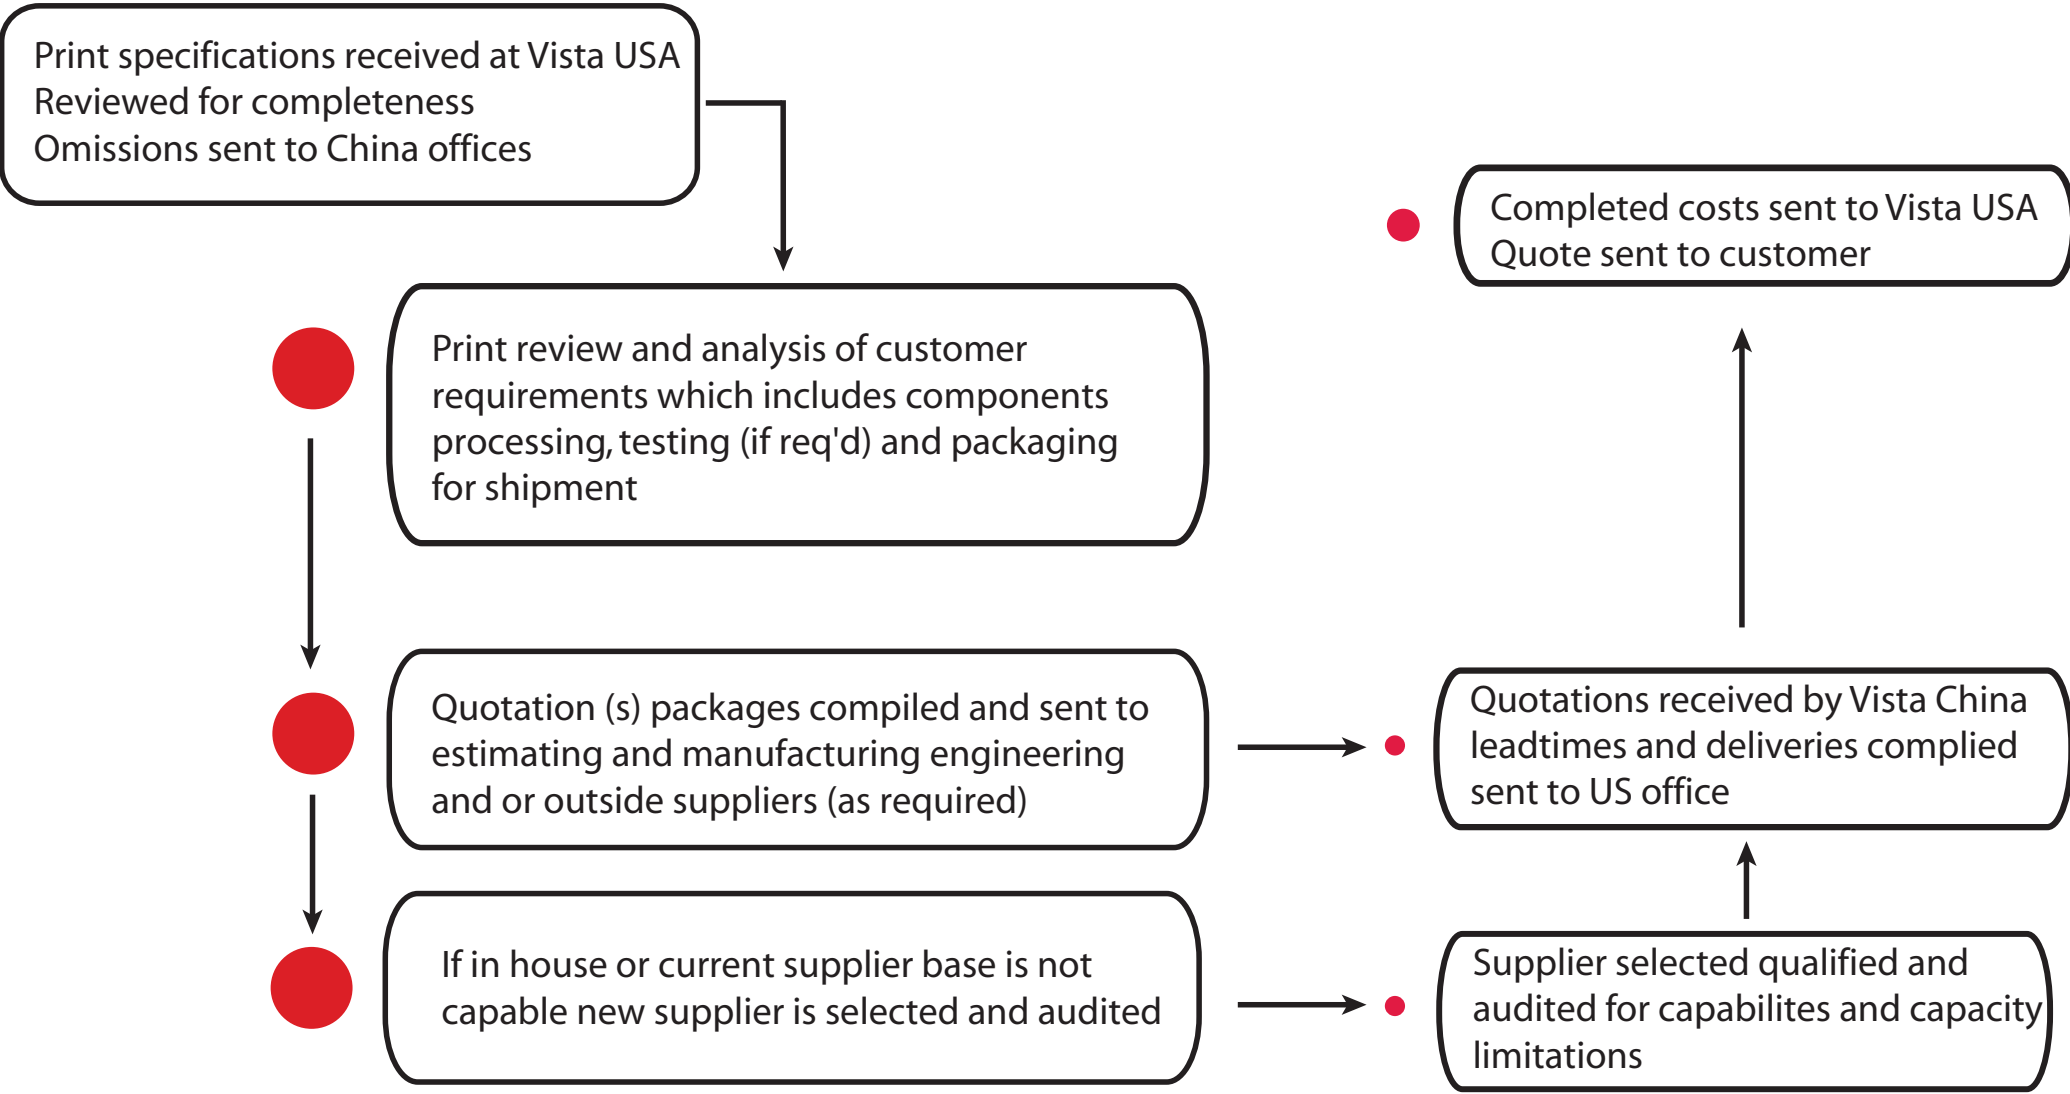 Print specifications received at Vista USA
Reviewed for completeness
Omissions sent to China offices
Print review and analysis of customer
requirements which includes components
processing, testing (if req'd) and packaging
for shipment
Quotation (s) packages compiled and sent to
estimating and manufacturing engineering
and or outside suppliers (as required)
If in house or current supplier base is not
capable new supplier is selected and audited
Supplier selected qualified and
audited for capabilites and capacity
limitations
Quotations received by Vista China
leadtimes and deliveries complied
sent to US office
Completed costs sent to Vista USA
Quote sent to customer